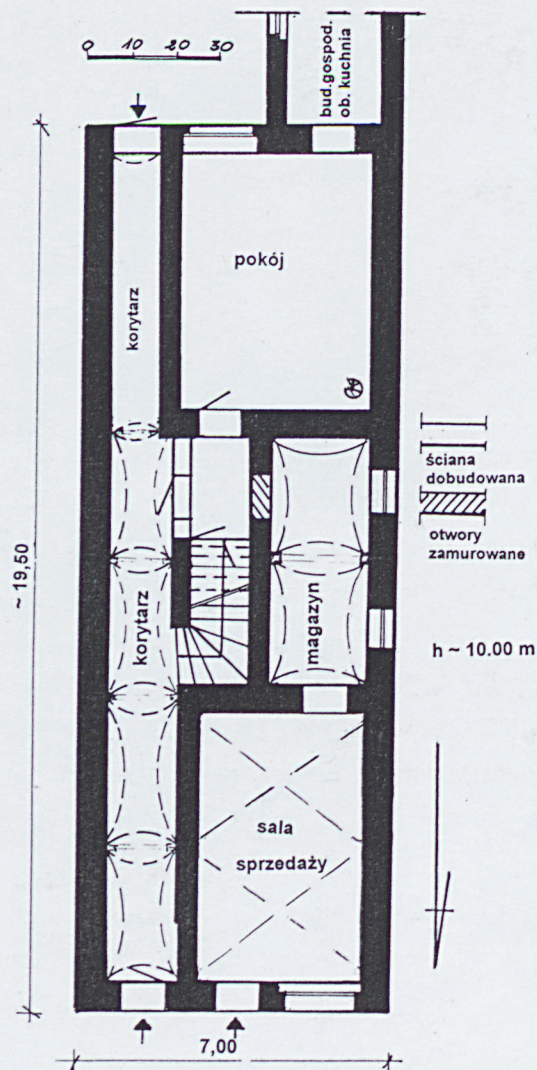 0 10 20 30
bud.gospod.
ob. kuchnia
pokój
korytarz
ściana
dobudowana
otwory
zamurowane
~ 19,50
korytarz
magazyn
h ~ 10.00 m
sala
sprzedaży
7,00